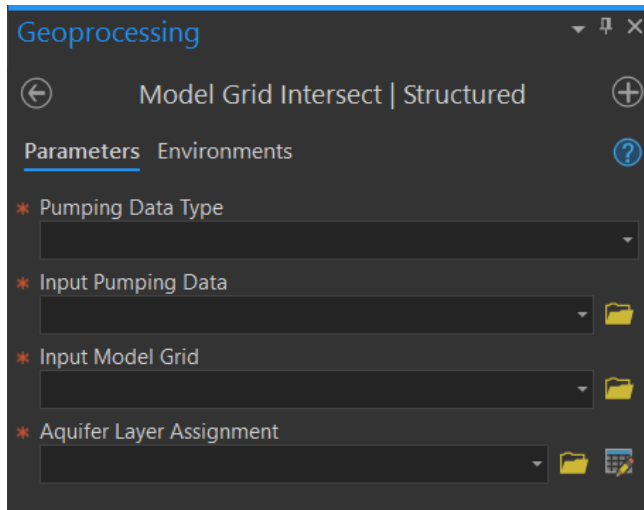 Geoprocessing
Model Grid Intersect | Structured
Parameters Environments
* Pumping Data Type
* Input Pumping Data
* Input Model Grid
* Aquifer Layer Assignment